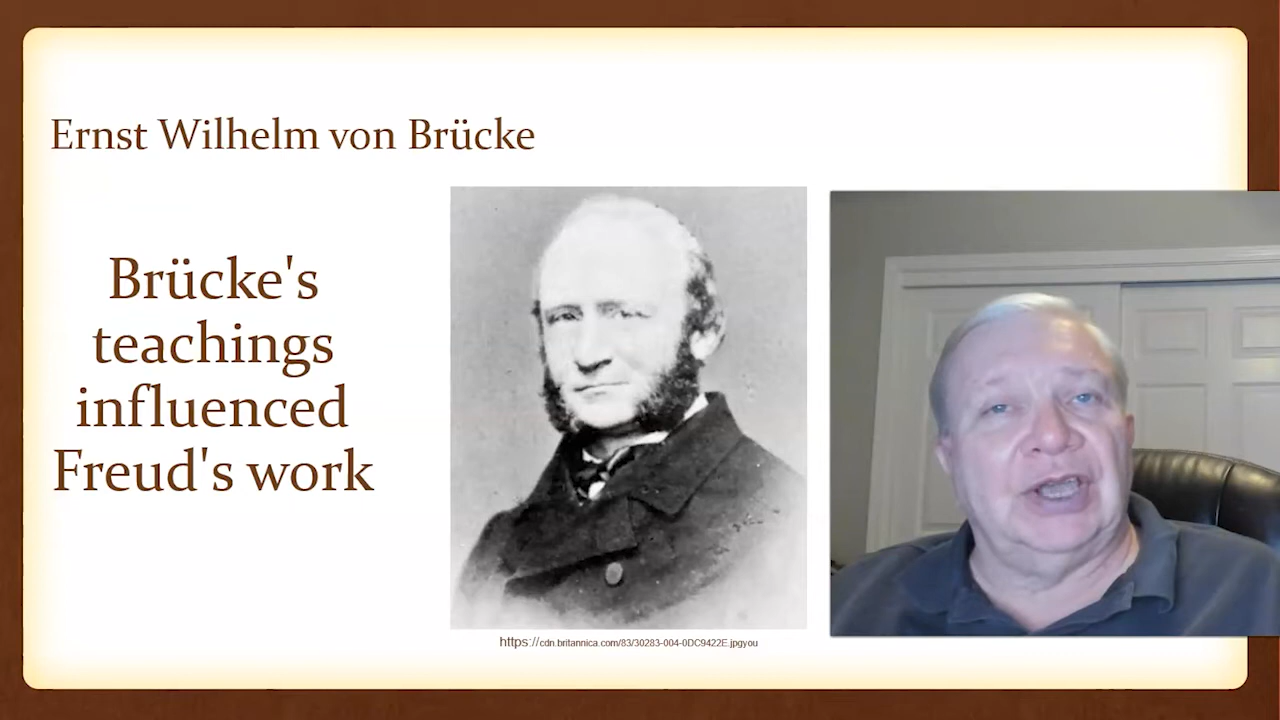 Ernst Wilhelm von Brücke
Brücke's
teachings
influenced
Freud's work
https://cdn.britannica.com/83/30283-004-0DC9422E.jpgyou